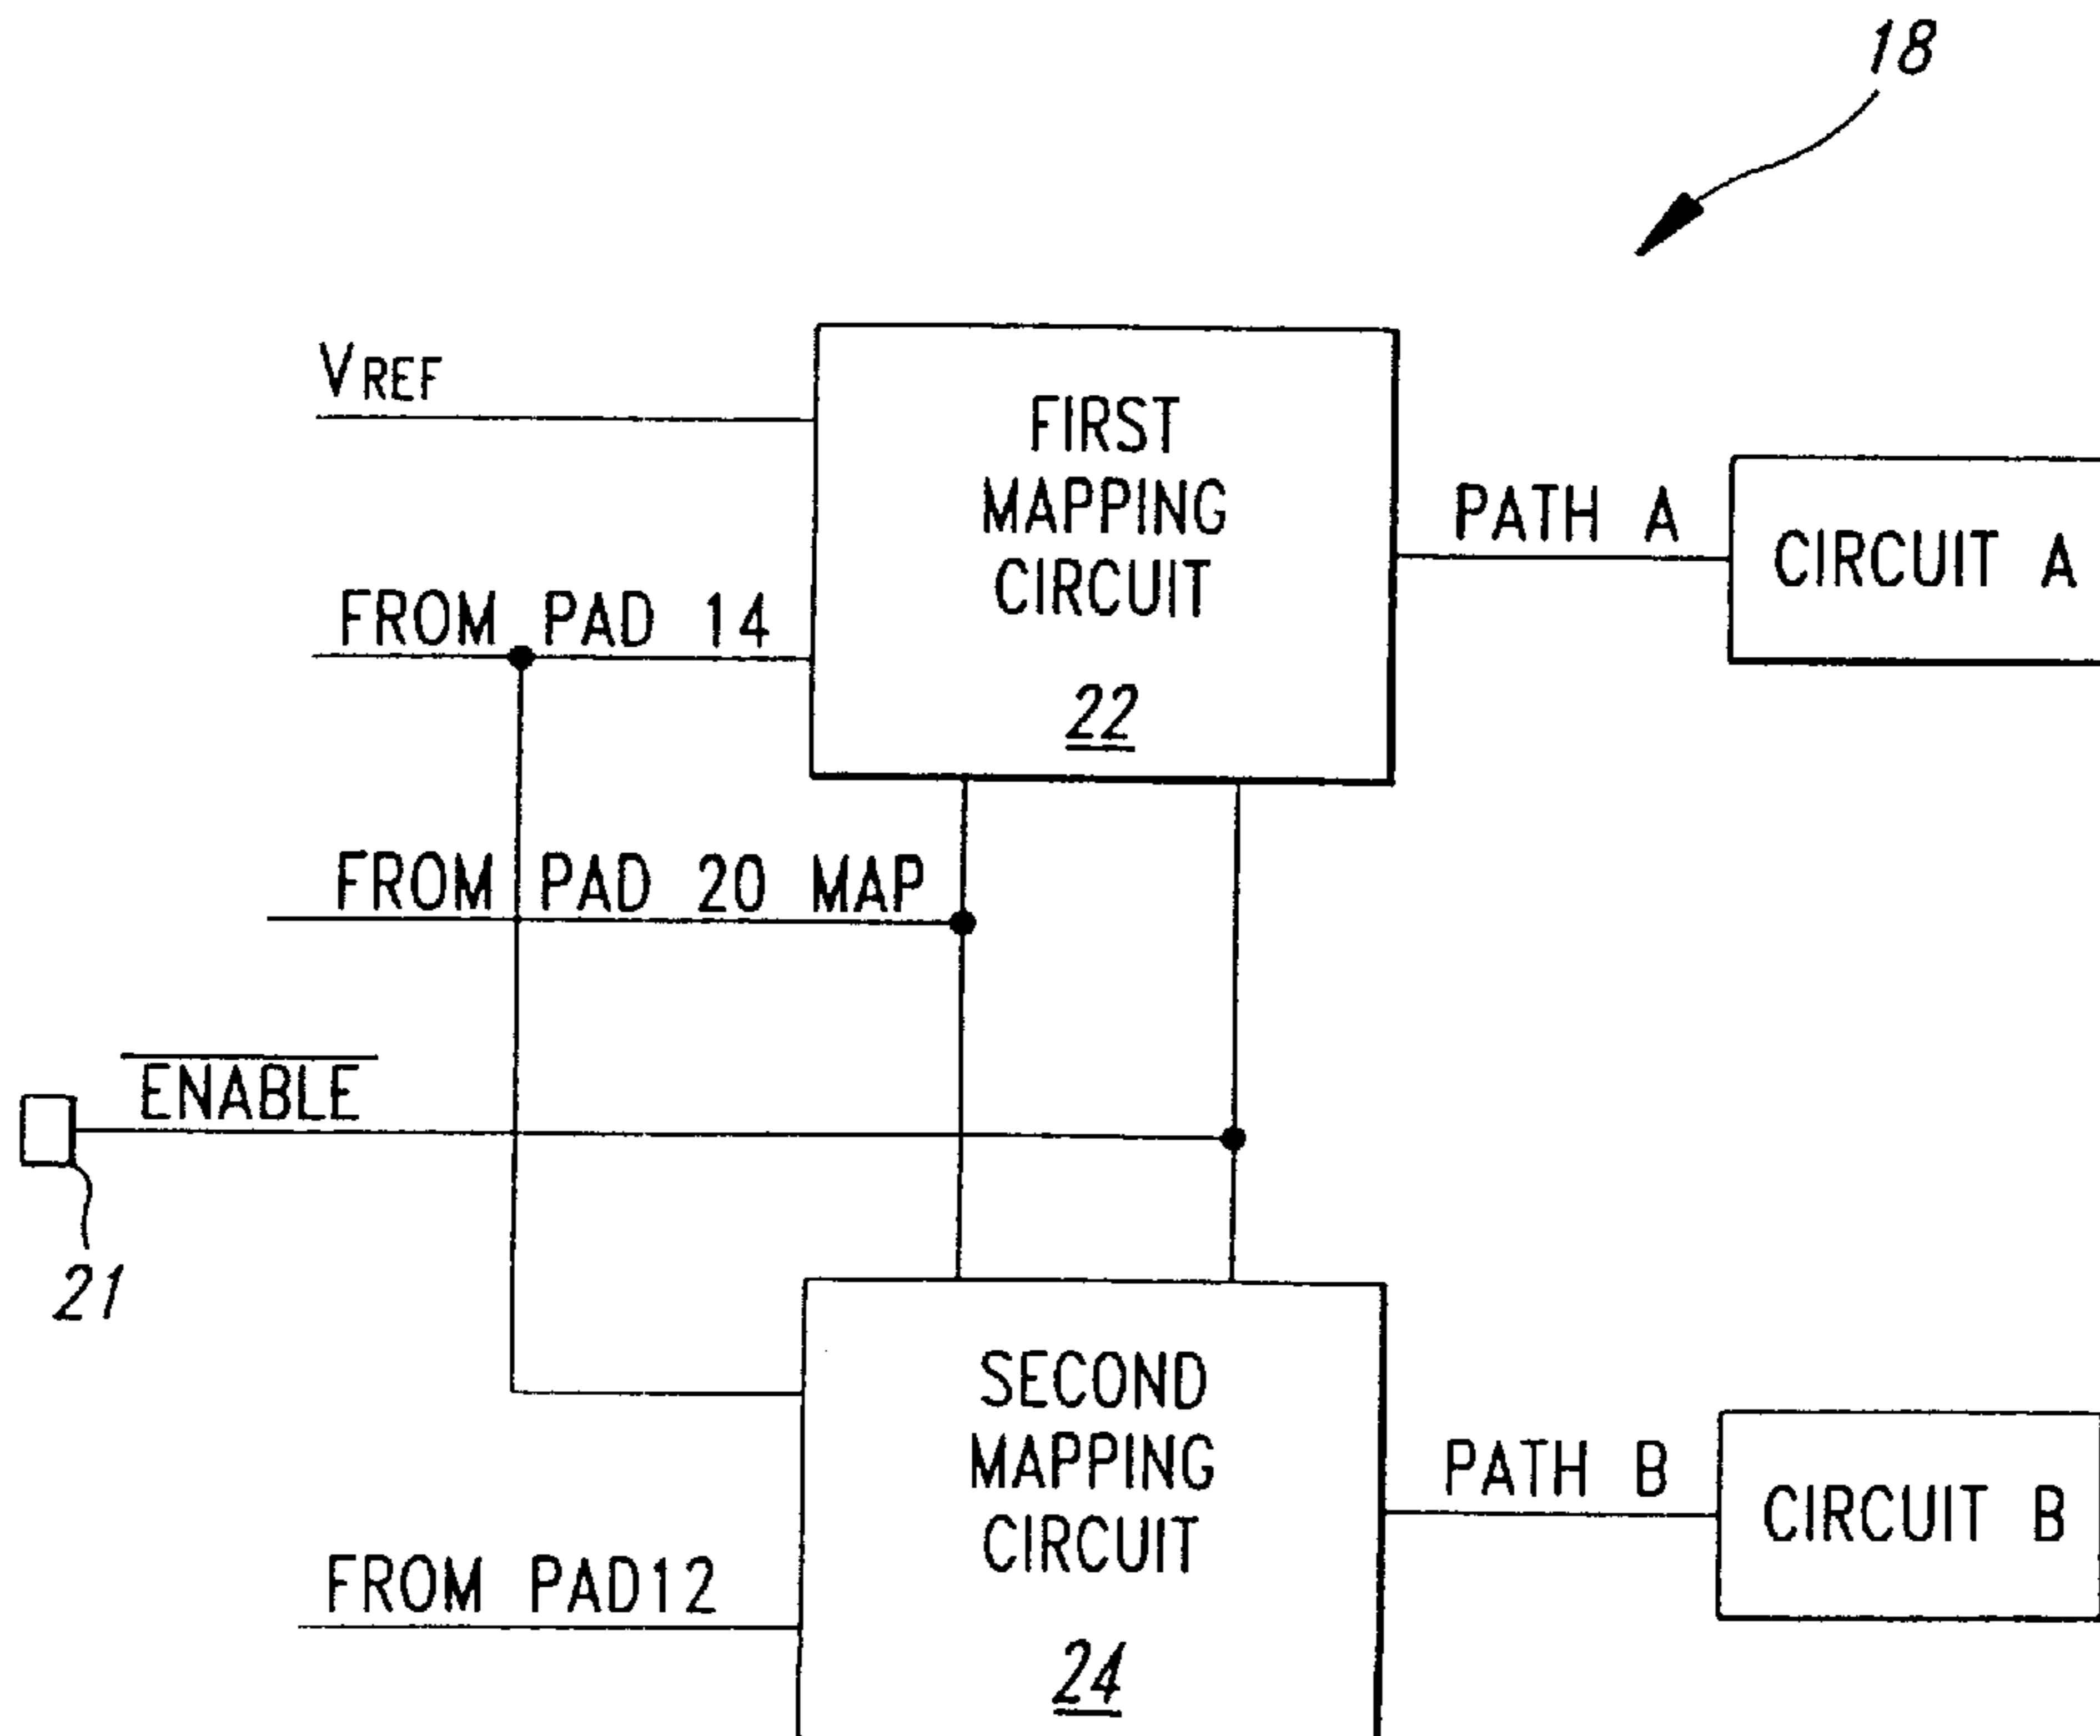 18
VREF
FIRST
MAPPING
CIRCUIT
22
PATH A
CIRCUIT A
FROM PAD 14
FROM PAD 20 MAP
ENABLE
21
SECOND
MAPPING
CIRCUIT
24
PATH B
CIRCUIT B
FROM PAD12